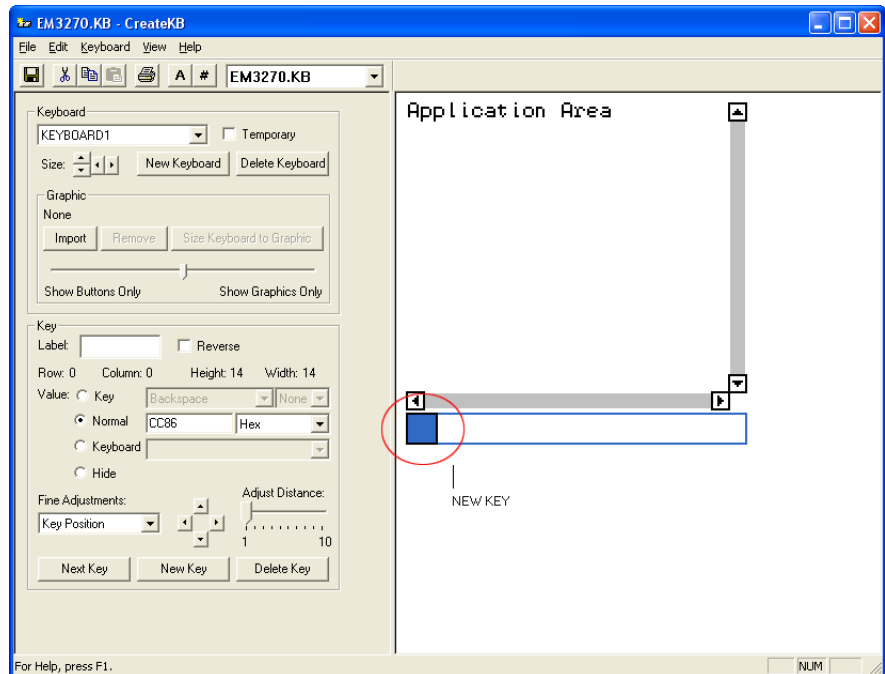 EM3270.KB - CreateKB
File Edit Keyboard View Help
A # EM3270.KB
Keyboard
KEYBOARD1 Temporary
Size: New Keyboard Delete Keyboard
Graphic
None
Import Remove Size Keyboard to Graphic
Show Buttons Only Show Graphics Only
Key
Label: Reverse
Row: 0 Column: 0 Height: 14 Width: 14
Value: Key Backspace None
Normal CC86 Hex
Keyboard
Hide
Fine Adjustments: Adjust Distance:
Key Position
1 10
Next Key New Key Delete Key
Application Area
NEW KEY
For Help, press F1. NUM